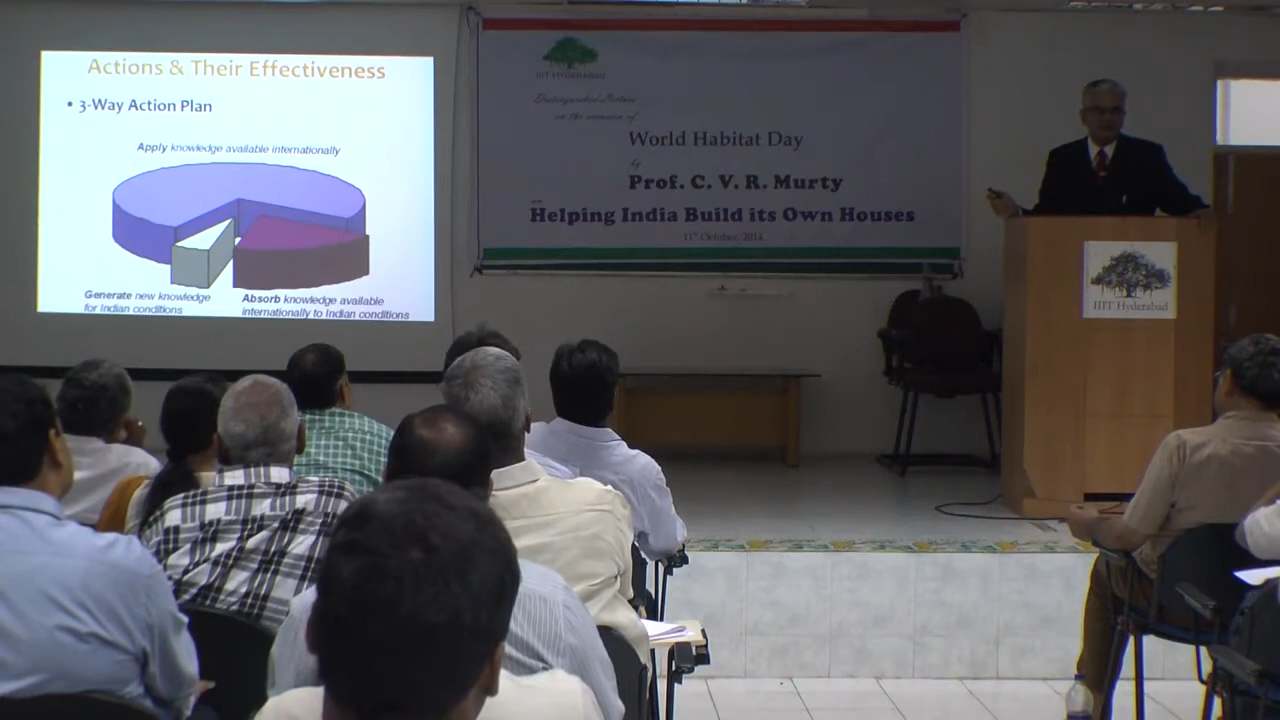 Actions & Their Effectiveness
• 3-Way Action Plan
Apply knowledge available internationally
Generate new knowledge
for Indian conditions
Absorb knowledge available
internationally to Indian conditions
IIIT HYDERABAD
Distinguished Lecture
on the occasion of
World Habitat Day
by
Prof. C. V. R. Murty
on
Helping India Build its Own Houses
11th October, 2014
IIIT Hyderabad